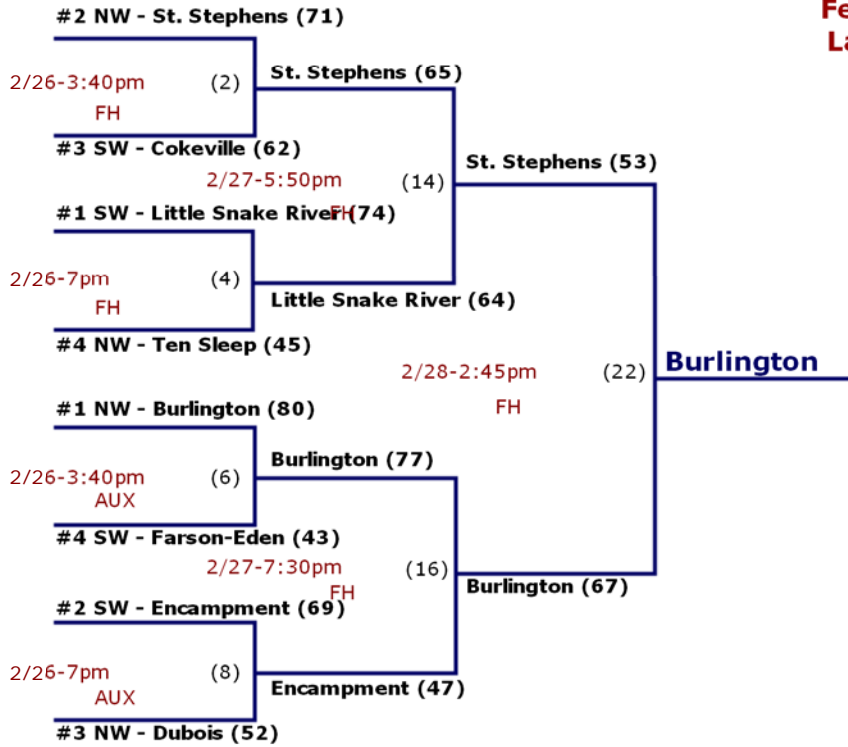 #2 NW - St. Stephens (71)
2/26-3:40pm
(2)
FH
#3 SW - Cokeville (62)
St. Stephens (65)
2/27-5:50pm
(14)
FH
#1 SW - Little Snake River (74)
2/26-7pm
(4)
FH
#4 NW - Ten Sleep (45)
Little Snake River (64)
St. Stephens (53)
2/28-2:45pm
(22)
FH
Burlington
#1 NW - Burlington (80)
2/26-3:40pm
(6)
AUX
#4 SW - Farson-Eden (43)
Burlington (77)
2/27-7:30pm
(16)
FH
Burlington (67)
#2 SW - Encampment (69)
2/26-7pm
(8)
AUX
#3 NW - Dubois (52)
Encampment (47)